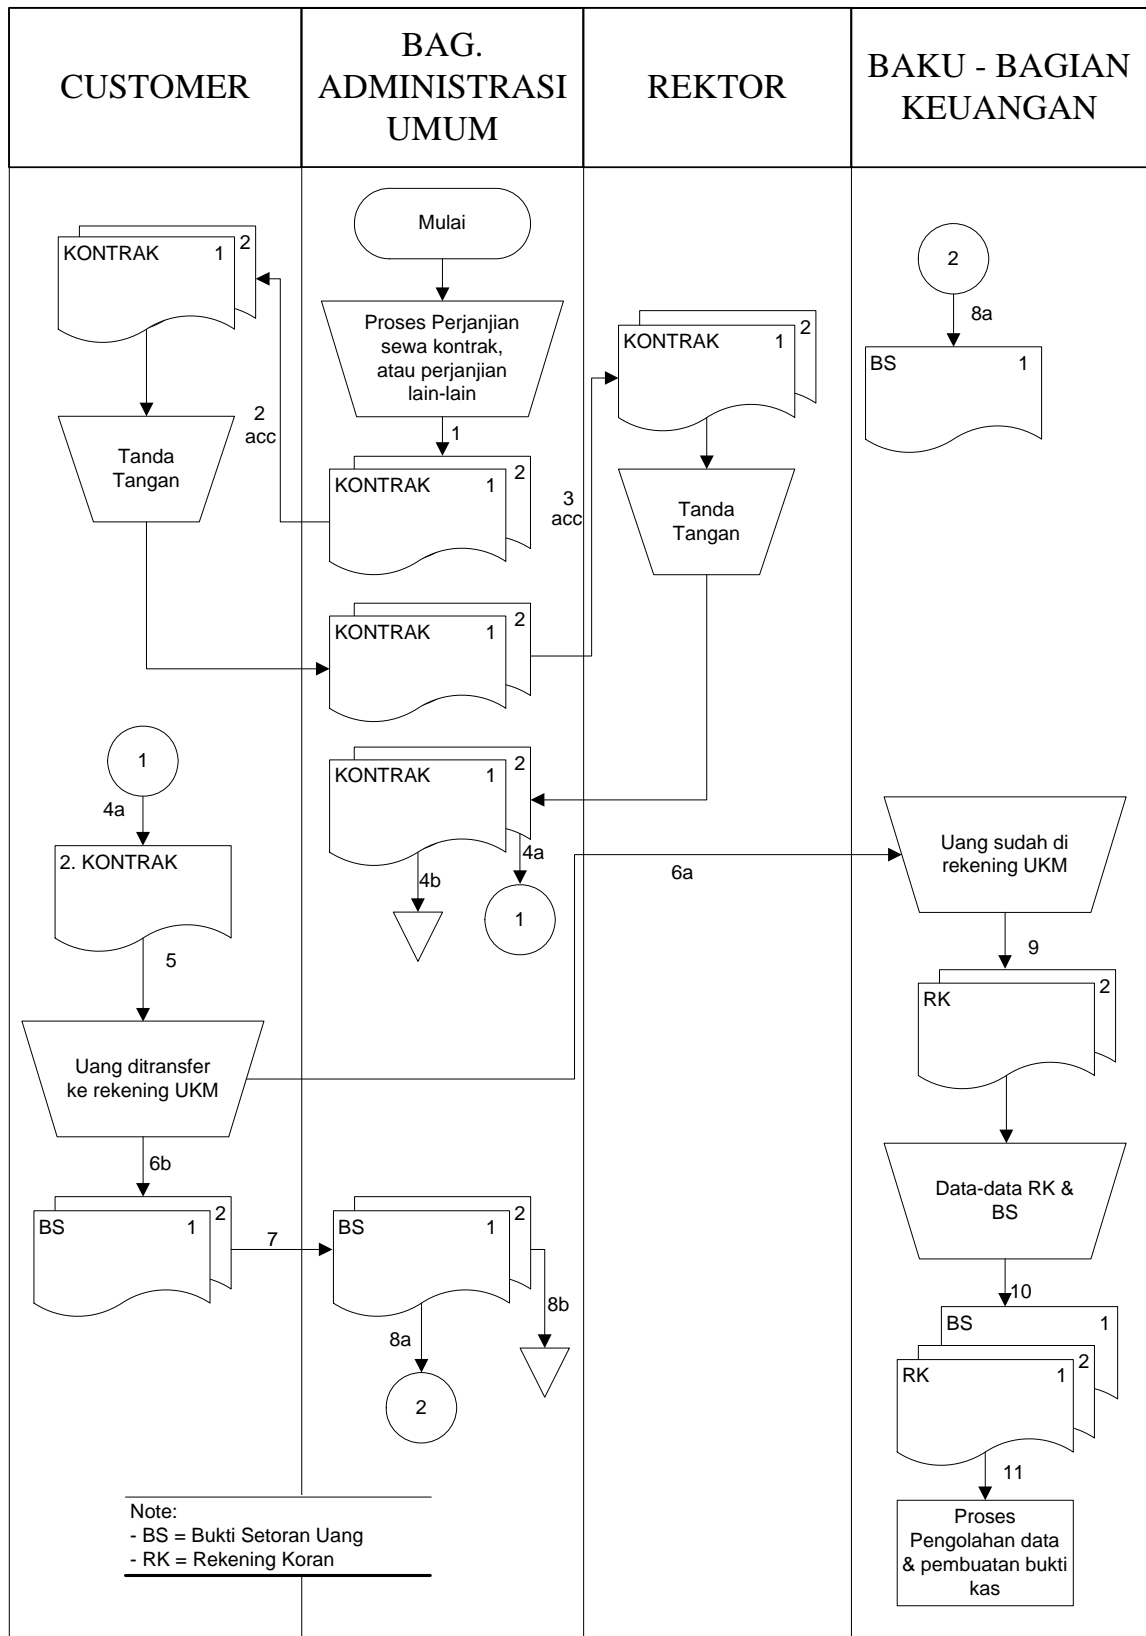 CUSTOMER
BAG.
ADMINISTRASI
UMUM
REKTOR
BAKU - BAGIAN
KEUANGAN
KONTRAK 1
2
2
acc
Tanda
Tangan
1
4a
2. KONTRAK
5
Uang ditransfer
ke rekening UKM
6b
BS 1
2
7
Mulai
Proses Perjanjian
sewa kontrak,
atau perjanjian
lain-lain
1
KONTRAK 1
2
KONTRAK 1
2
KONTRAK 1
2
4b
4a
1
BS 1
2
8a
8b
2
3
acc
KONTRAK 1
2
Tanda
Tangan
6a
2
8a
BS 1
Uang sudah di
rekening UKM
9
RK
2
Data-data RK &
BS
10
BS 1
2
RK 1
11
Proses
Pengolahan data
& pembuatan bukti
kas
Note:
- BS = Bukti Setoran Uang
- RK = Rekening Koran